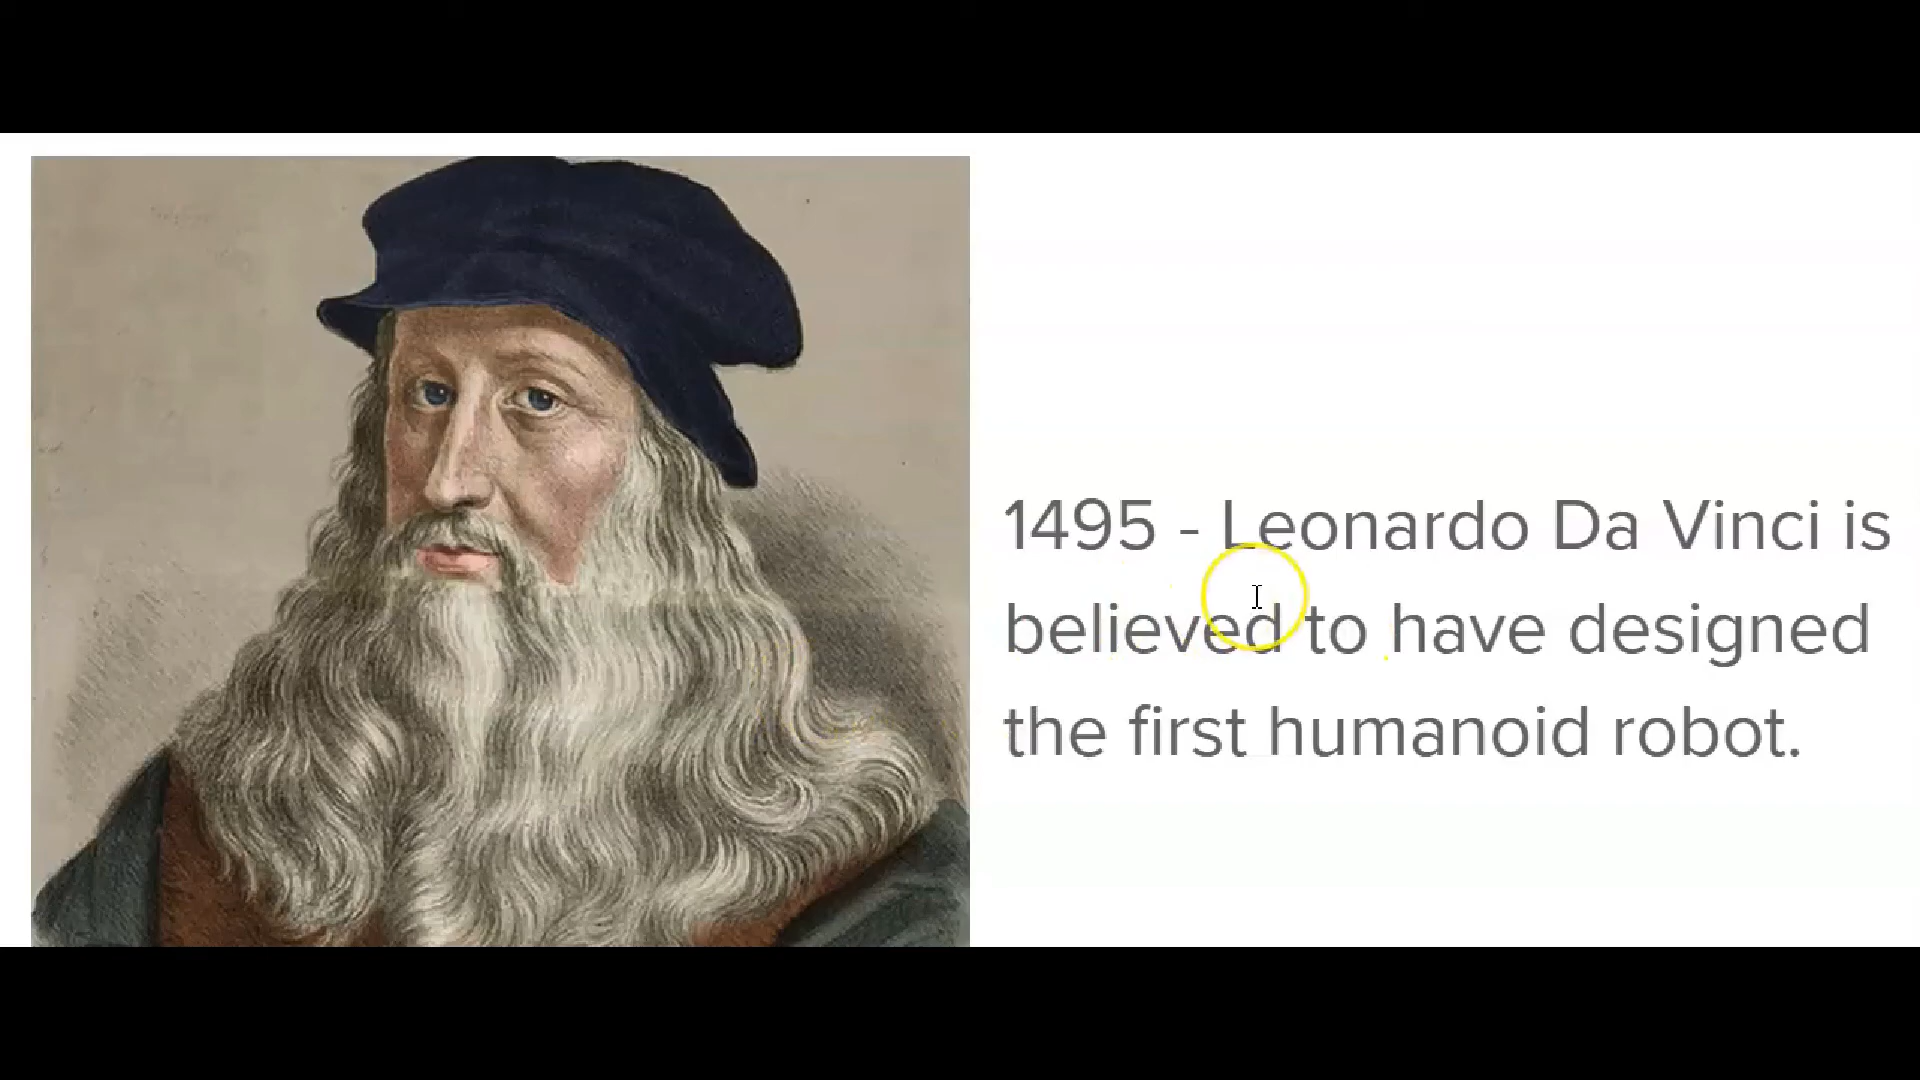 1495 - Leonardo Da Vinci is
believed to have designed
the first humanoid robot.